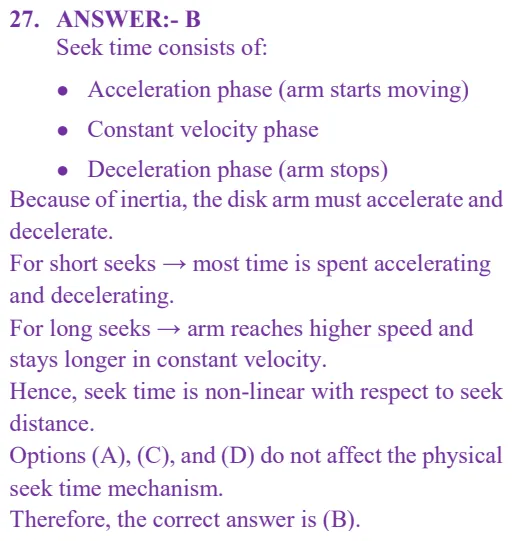 27. ANSWER:- B
Seek time consists of:
● Acceleration phase (arm starts moving)
● Constant velocity phase
● Deceleration phase (arm stops)
Because of inertia, the disk arm must accelerate and
decelerate.
For short seeks → most time is spent accelerating
and decelerating.
For long seeks → arm reaches higher speed and
stays longer in constant velocity.
Hence, seek time is non-linear with respect to seek
distance.
Options (A), (C), and (D) do not affect the physical
seek time mechanism.
Therefore, the correct answer is (B).